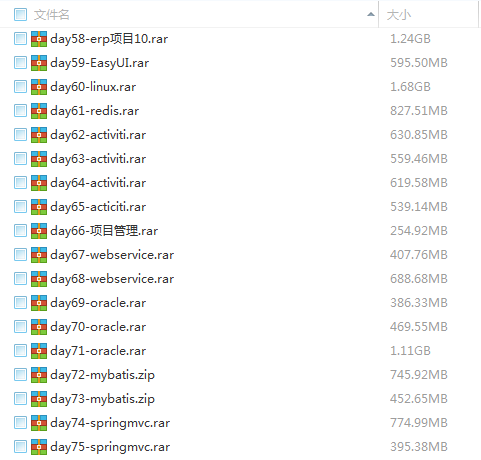 文件名 大小
day58-erp项目10.rar 1.24GB
day59-EasyUI.rar 595.50MB
day60-linux.rar 1.68GB
day61-redis.rar 827.51MB
day62-activiti.rar 630.85MB
day63-activiti.rar 559.46MB
day64-activiti.rar 619.58MB
day65-acticiti.rar 539.14MB
day66-项目管理.rar 254.92MB
day67-webservice.rar 407.76MB
day68-webservice.rar 688.68MB
day69-oracle.rar 386.33MB
day70-oracle.rar 469.55MB
day71-oracle.rar 1.11GB
day72-mybatis.zip 745.92MB
day73-mybatis.zip 452.65MB
day74-springmvc.rar 774.99MB
day75-springmvc.rar 395.38MB